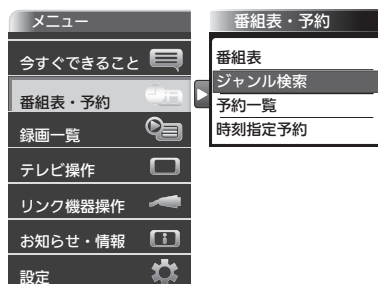 メニュー
今すぐできること
番組表・予約
録画一覧
テレビ操作
リンク機器操作
お知らせ・情報
設定
番組表・予約
番組表
ジャンル検索
予約一覧
時刻指定予約